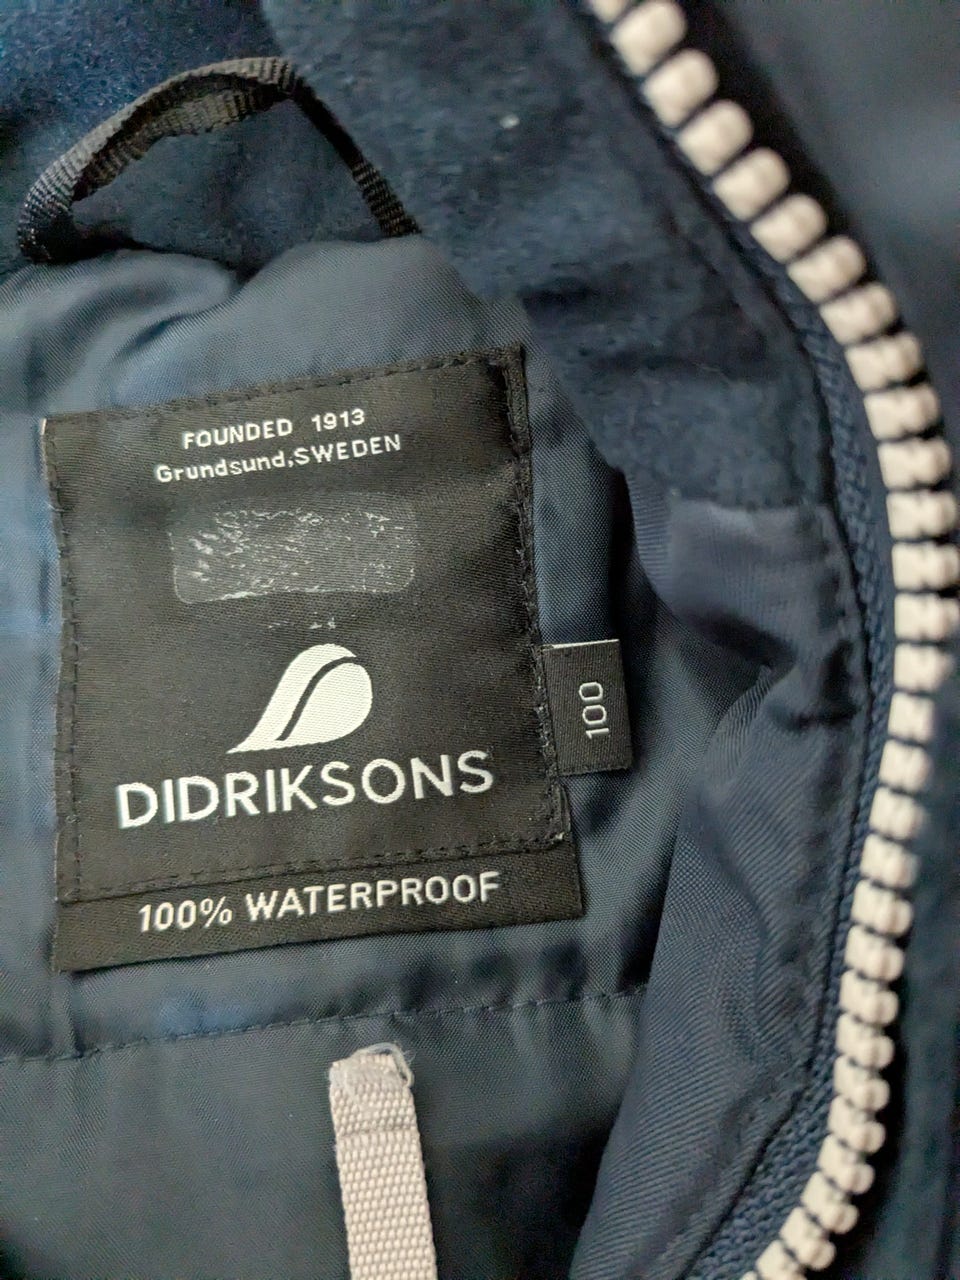 FOUNDED 1913
Grundsund,SWEDEN
DIDRIKSONS
100% WATERPROOF
100